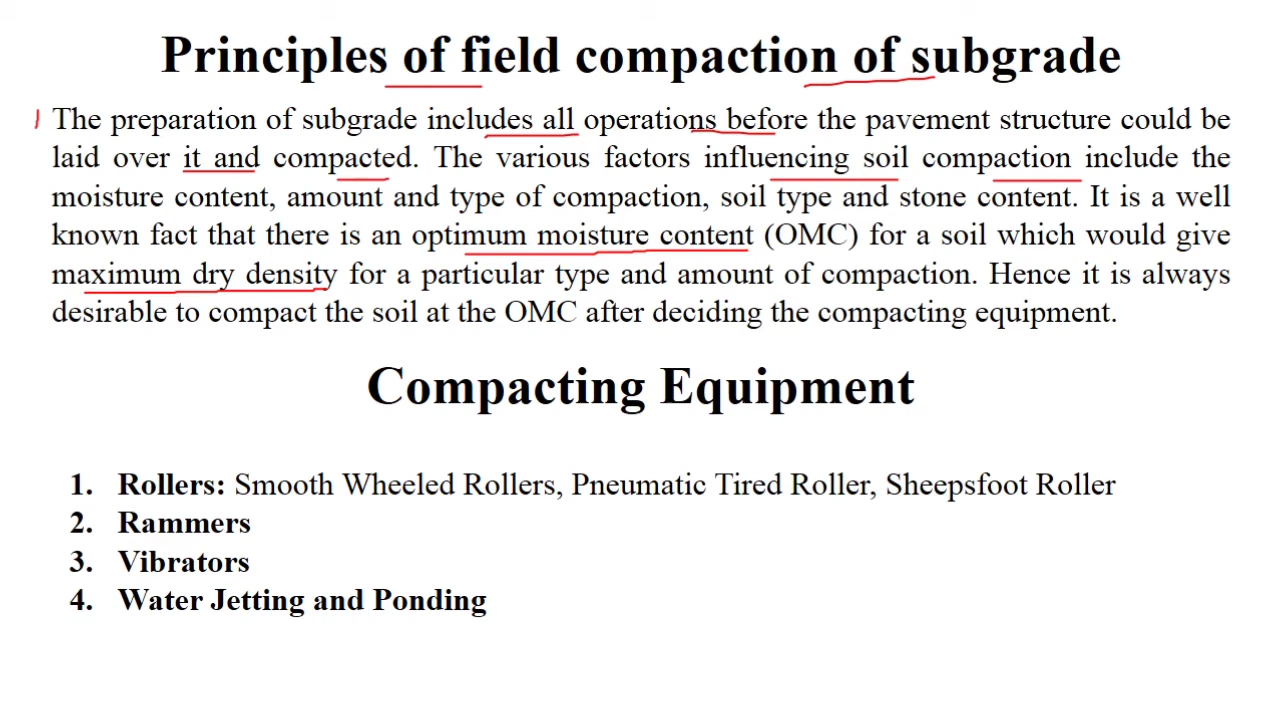 Principles of field compaction of subgrade
The preparation of subgrade includes all operations before the pavement structure could be
laid over it and compacted. The various factors influencing soil compaction include the
moisture content, amount and type of compaction, soil type and stone content. It is a well
known fact that there is an optimum moisture content (OMC) for a soil which would give
maximum dry density for a particular type and amount of compaction. Hence it is always
desirable to compact the soil at the OMC after deciding the compacting equipment.
Compacting Equipment
1. Rollers: Smooth Wheeled Rollers, Pneumatic Tired Roller, Sheepsfoot Roller
2. Rammers
3. Vibrators
4. Water Jetting and Ponding